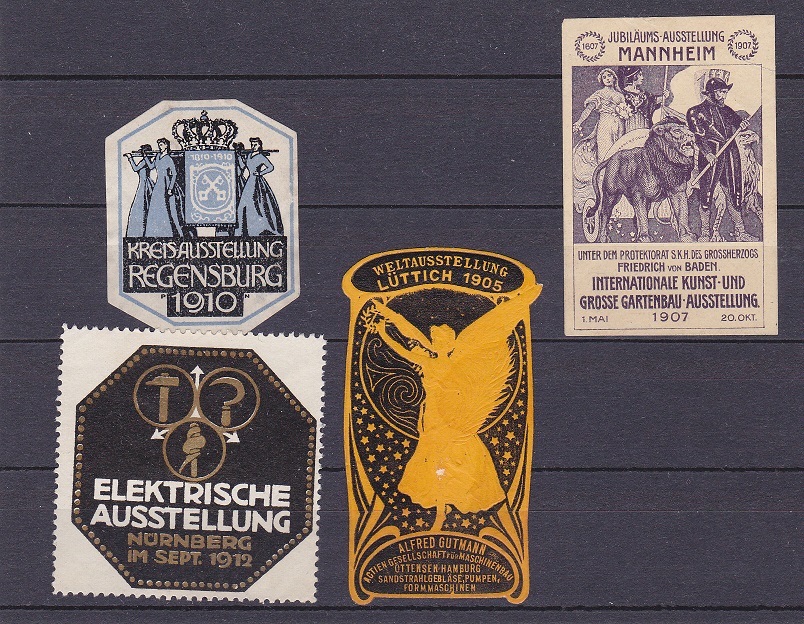 1607
JUBILÄUMS-AUSSTELLUNG
1907
MANNHEIM
UNTER DEM PROTEKTORAT S.K.H. DES GROSSHERZOGS
FRIEDRICH VON BADEN.
INTERNATIONALE KUNST- UND
GROSSE GARTENBAU-AUSSTELLUNG.
1. MAI 1907 20. OKT.
1810-1910
KREISAUSSTELLUNG
REGENSBURG
1910
P N
WELTAUSSTELLUNG
LÜTTICH 1905
ALFRED GUTMANN
ACTIEN GESELLSCHAFT FÜR MASCHINENBAU
OTTENSEN-HAMBURG
SANDSTRAHLGEBLÄSE, PUMPEN,
FORMMASCHINEN
ELEKTRISCHE
AUSSTELLUNG
NÜRNBERG
IM SEPT. 1912